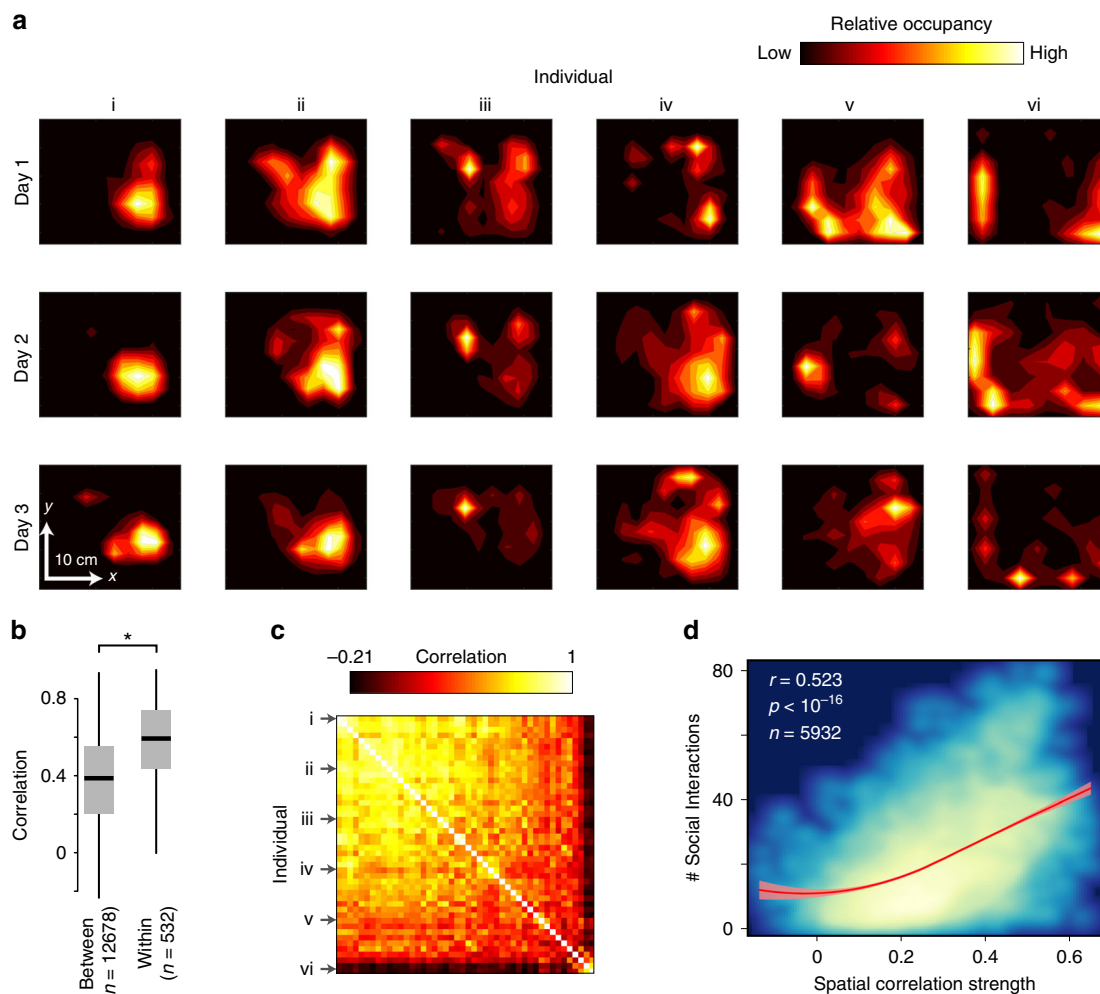 a
Relative occupancy
Low
High
Individual
i
ii
iii
iv
v
vi
Day 1
Day 2
Day 3
y
10 cm
x
b
*
Correlation
0.8
0.4
0
Between
n = 12678)
Within
(n = 532)
c
–0.21
Correlation
1
Individual
i
ii
iii
iv
v
vi
d
# Social Interactions
80
40
0
r = 0.523
p < 10⁻¹⁶
n = 5932
0
0.2
0.4
0.6
Spatial correlation strength